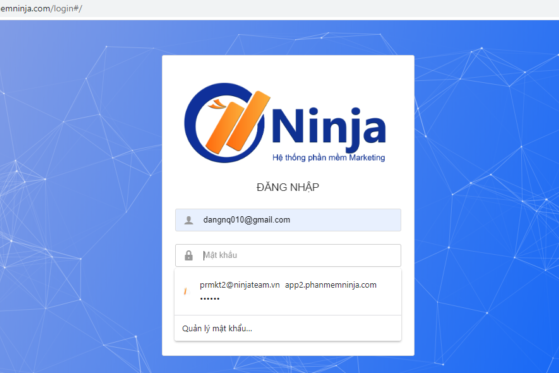 emninja.com/login#/
Ninja
Hệ thống phần mềm Marketing
ĐĂNG NHẬP
dangnq010@gmail.com
Mật khẩu
prmkt2@ninjateam.vn app2.phanmemninja.com
••••••
Quản lý mật khẩu...